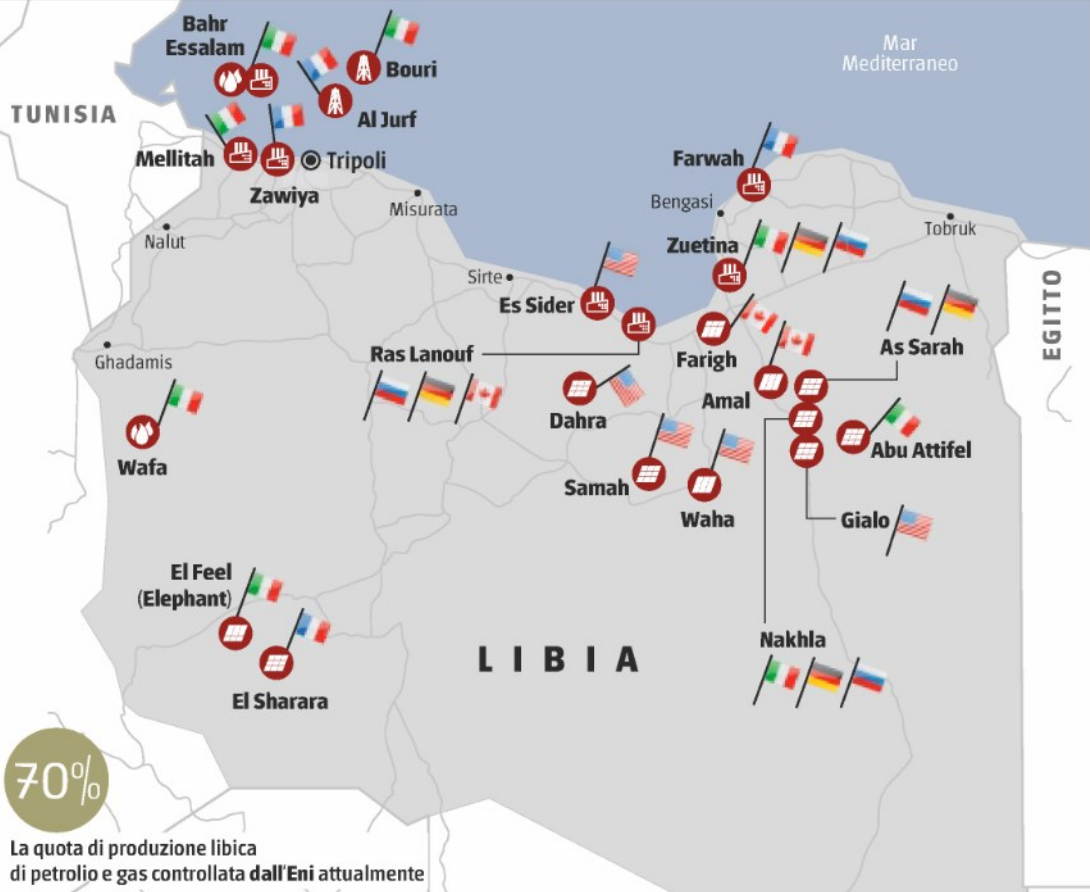 Bahr
Essalam
Bouri
Al Jurf
Mar
Mediterraneo
TUNISIA
Mellitah
Tripoli
Zawiya
Misurata
Nalut
Farwah
Bengasi
Tobruk
Zuetina
Sirte
Es Sider
EGITTO
Ras Lanouf
Farigh
As Sarah
Ghadamis
Amal
Dahra
Abu Attifel
Wafa
Samah
Waha
Gialo
El Feel
(Elephant)
Nakhla
LIBIA
El Sharara
70%
La quota di produzione libica
di petrolio e gas controllata dall'Eni attualmente